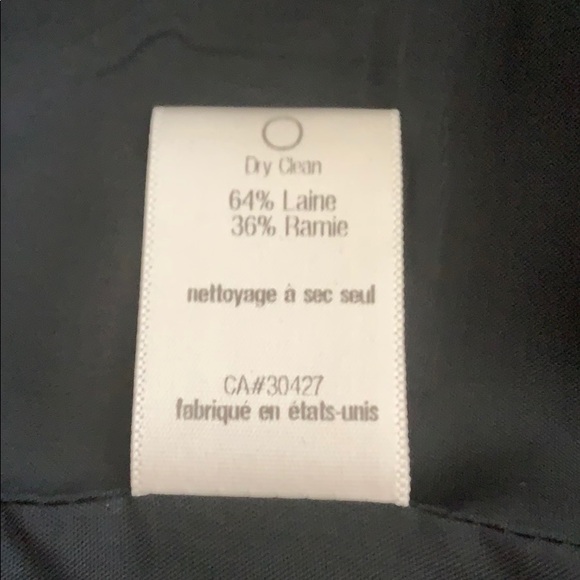 Dry Clean
64% Laine
36% Ramie
nettoyage à sec seul
CA#30427
fabriqué en états-unis